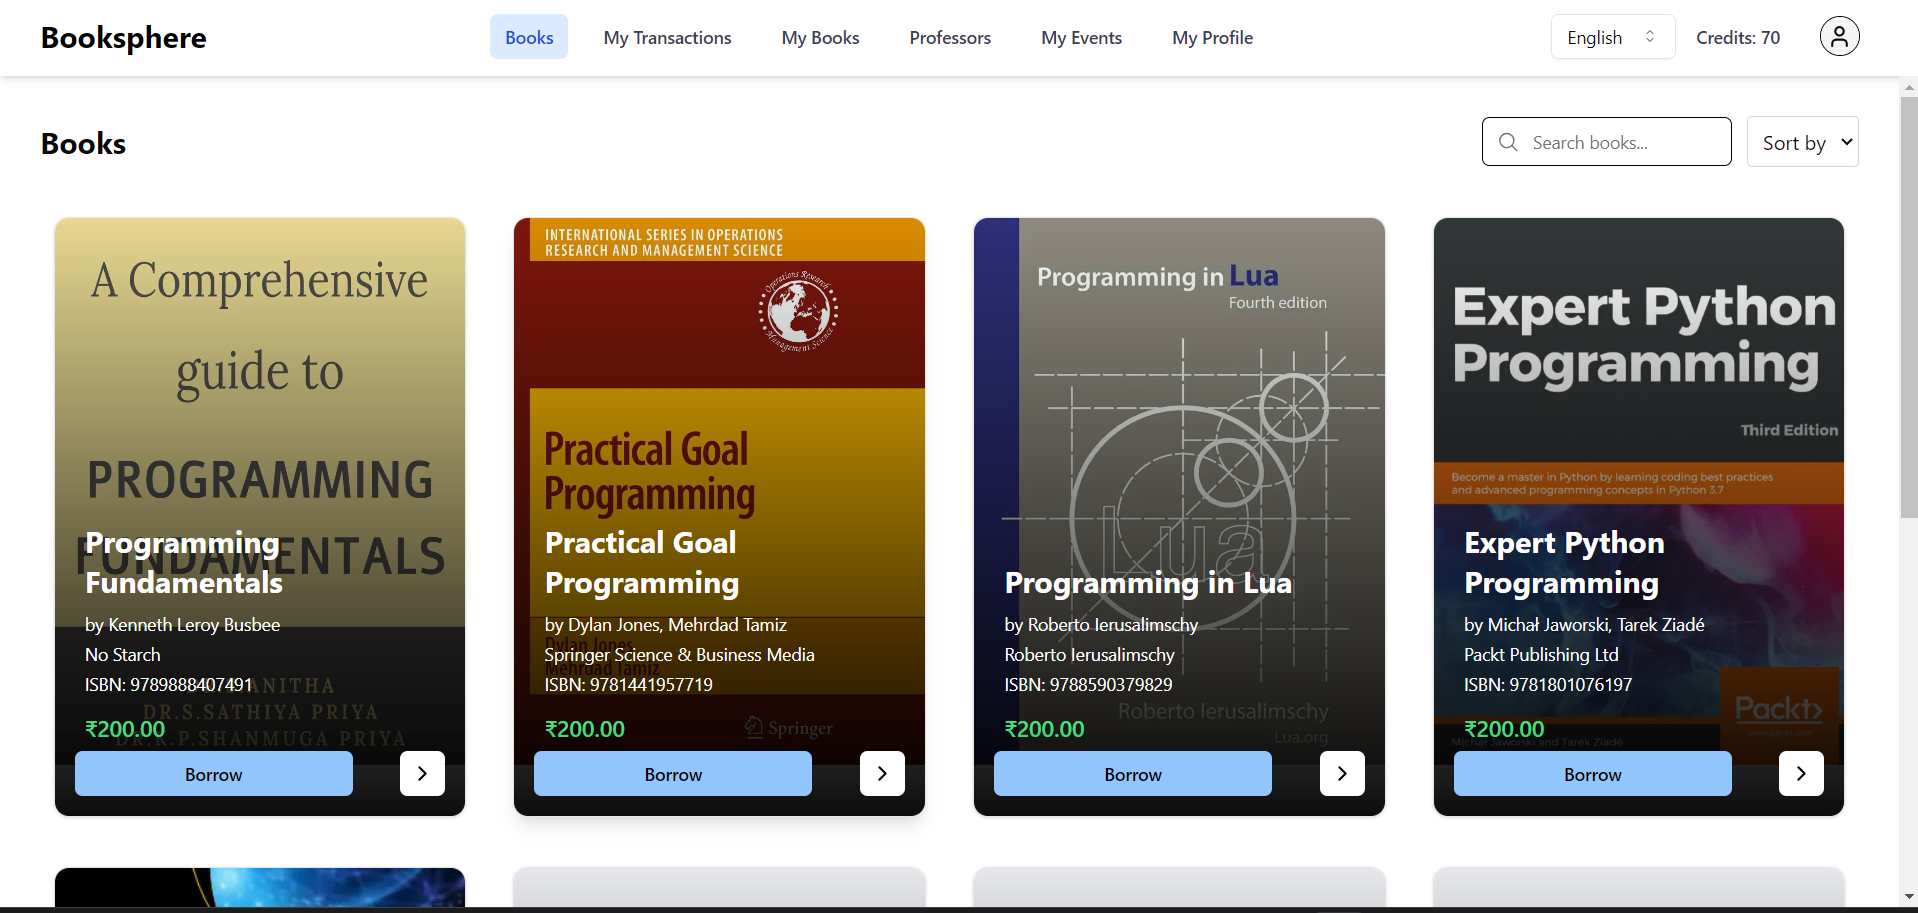 Booksphere
Books
My Transactions
My Books
Professors
My Events
My Profile
English
Credits: 70
Books
Search books...
Sort by
A Comprehensive
guide to
PROGRAMMING
FUNDAMENTALS
Programming
Fundamentals
by Kenneth Leroy Busbee
No Starch
ISBN: 9789888407491
ANITHA
DR.S.SATHIYA PRIYA
DR.K.P.SHANMUGA PRIYA
₹200.00
Borrow
INTERNATIONAL SERIES IN OPERATIONS
RESEARCH AND MANAGEMENT SCIENCE
Operations Research
Management Science
Practical Goal
Programming
Practical Goal
Programming
by Dylan Jones, Mehrdad Tamiz
Dylan Jones
Springer Science & Business Media
Mehrdad Tamiz
ISBN: 9781441957719
₹200.00
Springer
Borrow
Programming in Lua
Fourth edition
Lua
Programming in Lua
by Roberto Ierusalimschy
Roberto Ierusalimschy
ISBN: 9788590379829
Roberto Ierusalimschy
₹200.00
Lua.org
Borrow
Expert Python
Programming
Third Edition
Become a master in Python by learning coding best practices
and advanced programming concepts in Python 3.7
Expert Python
Programming
by Michał Jaworski, Tarek Ziadé
Packt Publishing Ltd
ISBN: 9781801076197
Packt>
www.packt.com
₹200.00
Michał Jaworski and Tarek Ziadé
Borrow